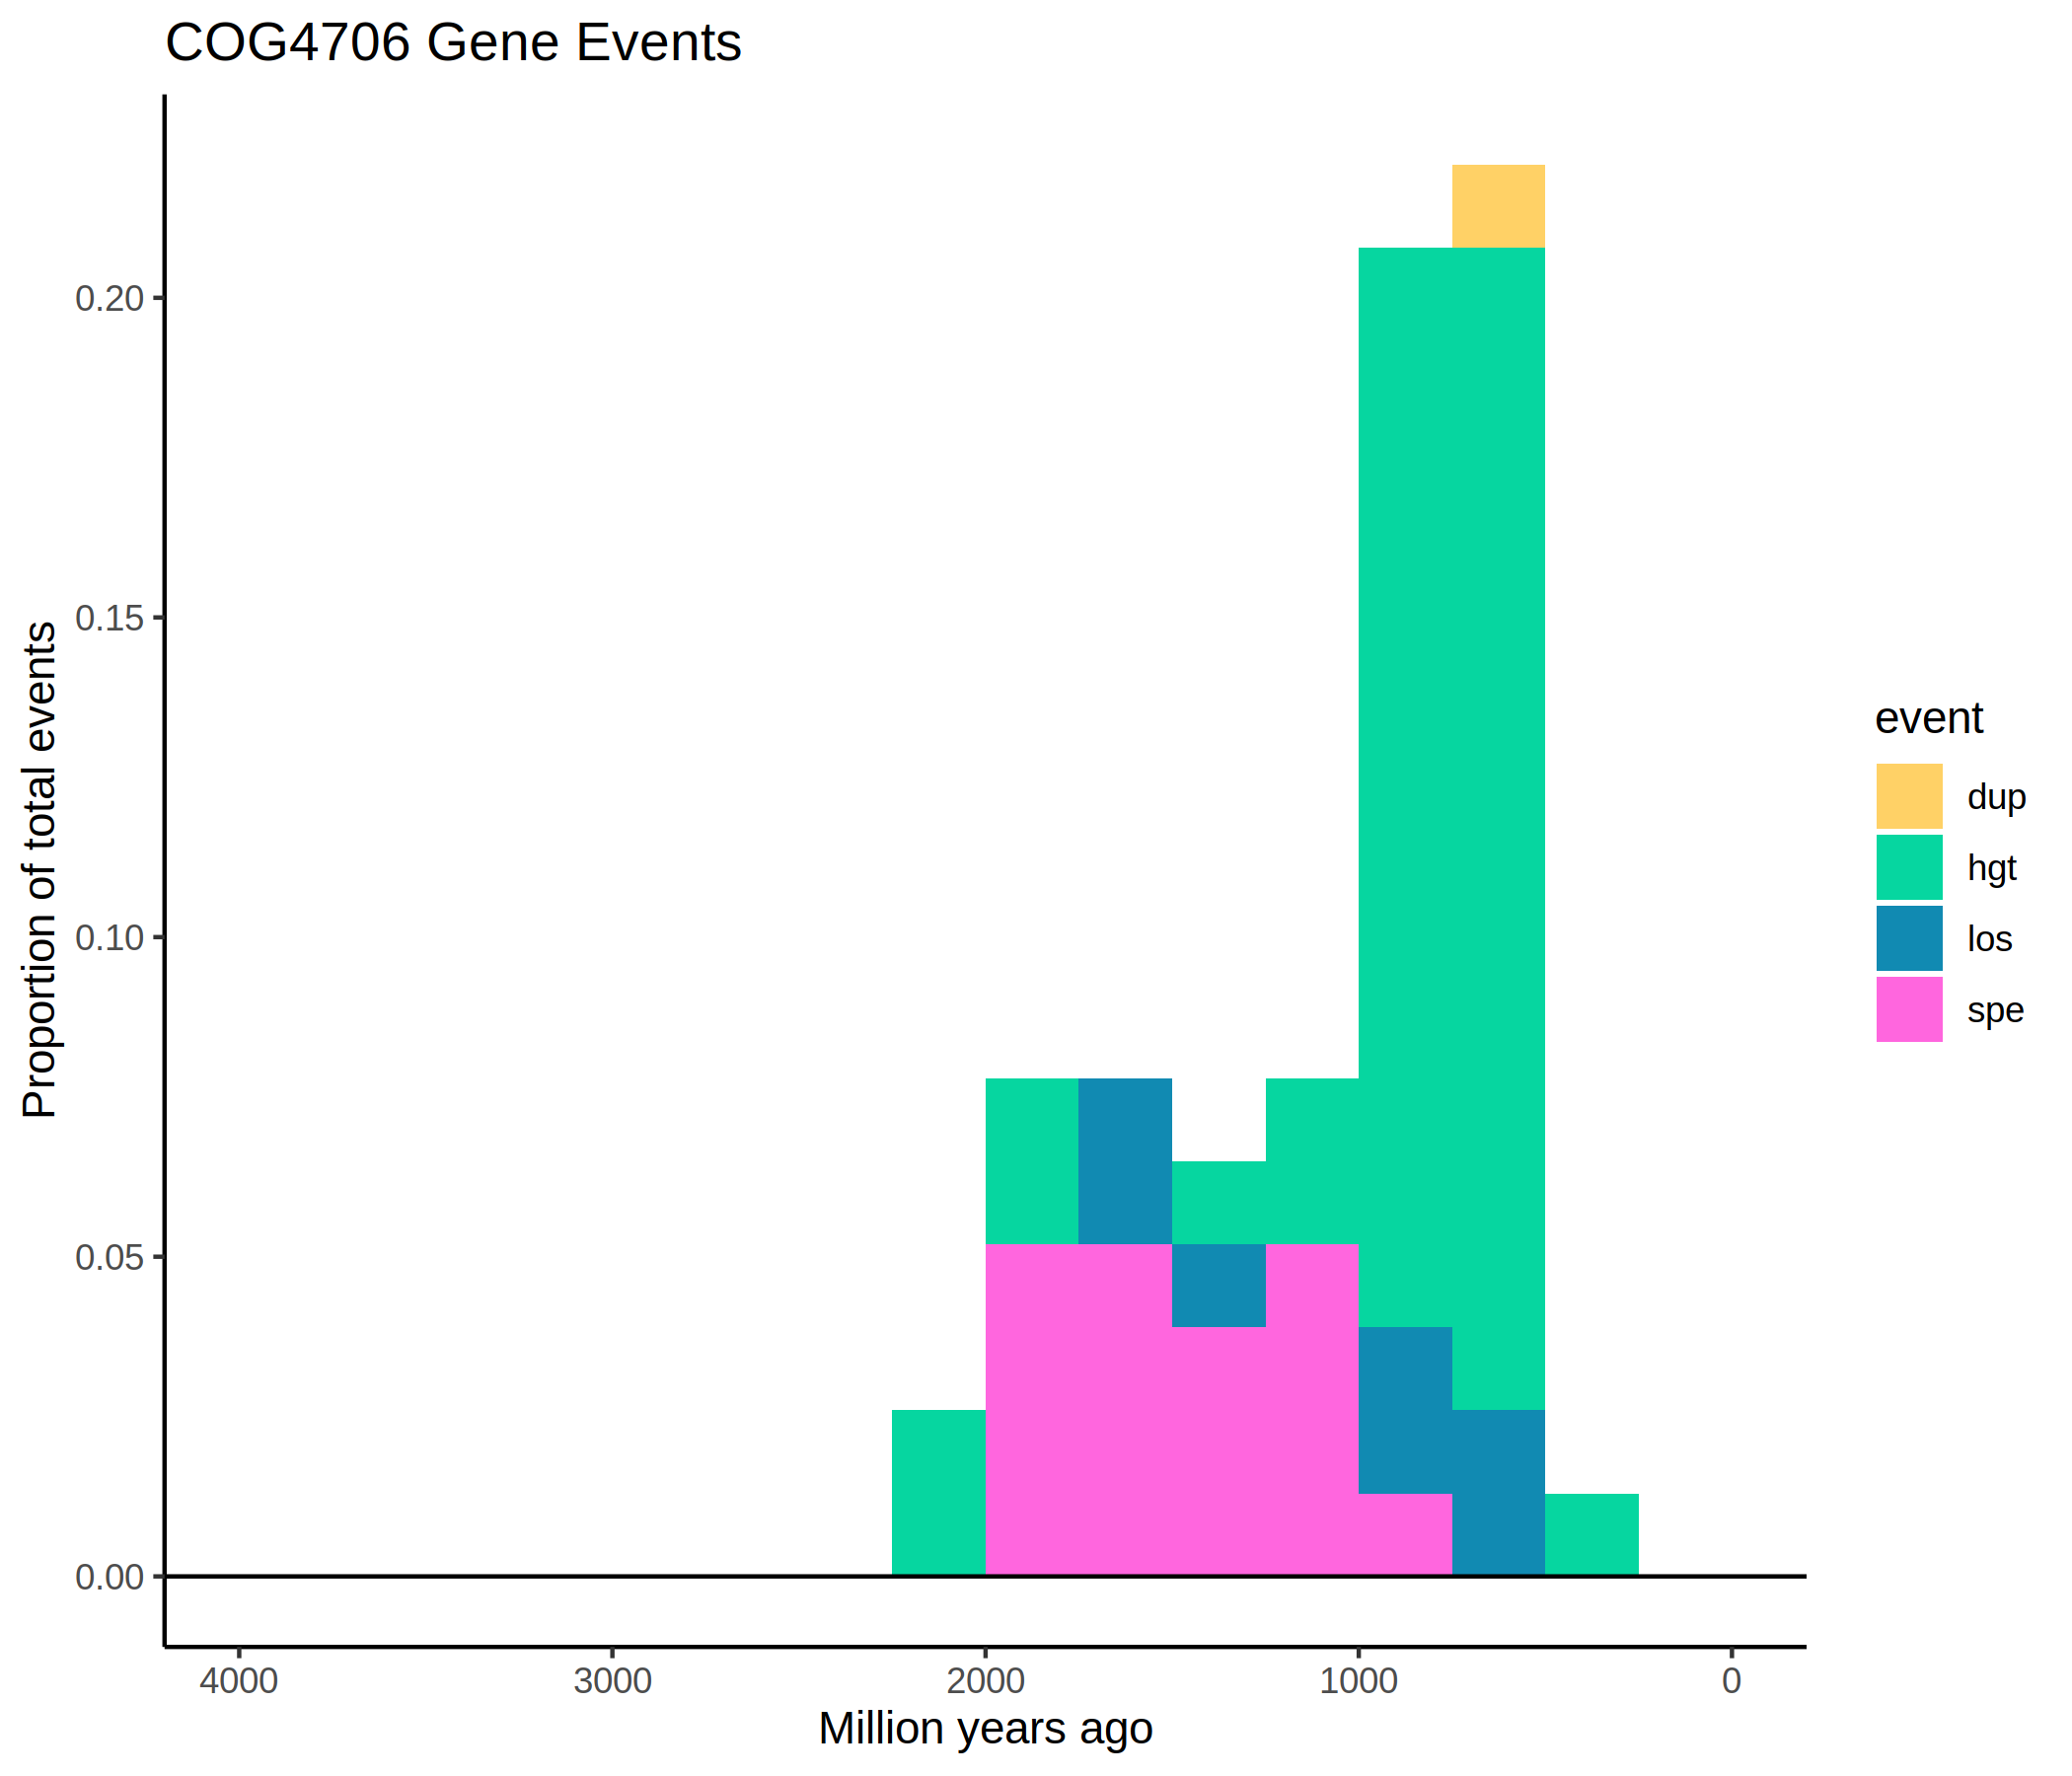 COG4706 Gene Events
Proportion of total events
0.20
0.15
0.10
0.05
0.00
4000 3000 2000 1000 0
Million years ago
event
dup
hgt
los
spe